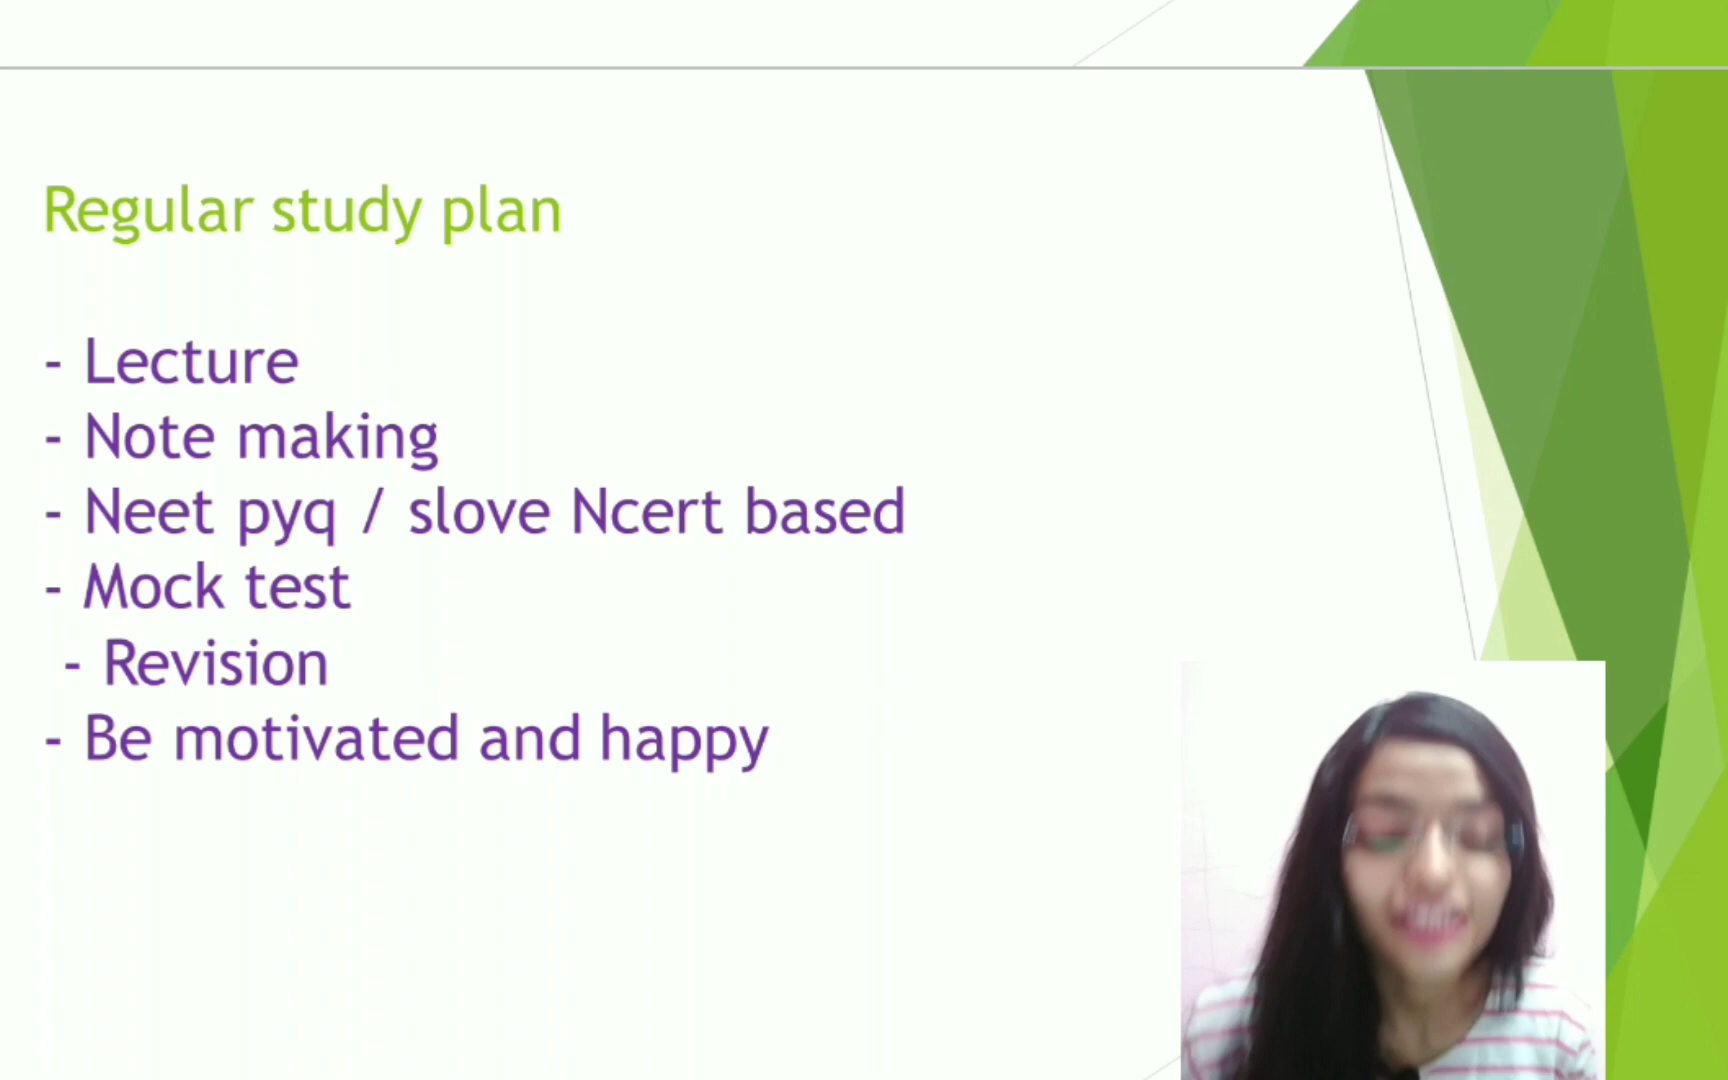 Regular study plan
- Lecture
- Note making
- Neet pyq / slove Ncert based
- Mock test
- Revision
- Be motivated and happy